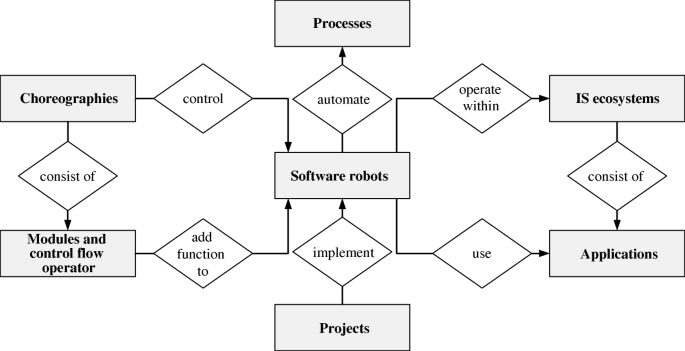 Processes
Choreographies
control
automate
operate
within
IS ecosystems
consist of
Software robots
consist of
Modules and
control flow
operator
add
function
to
implement
use
Applications
Projects